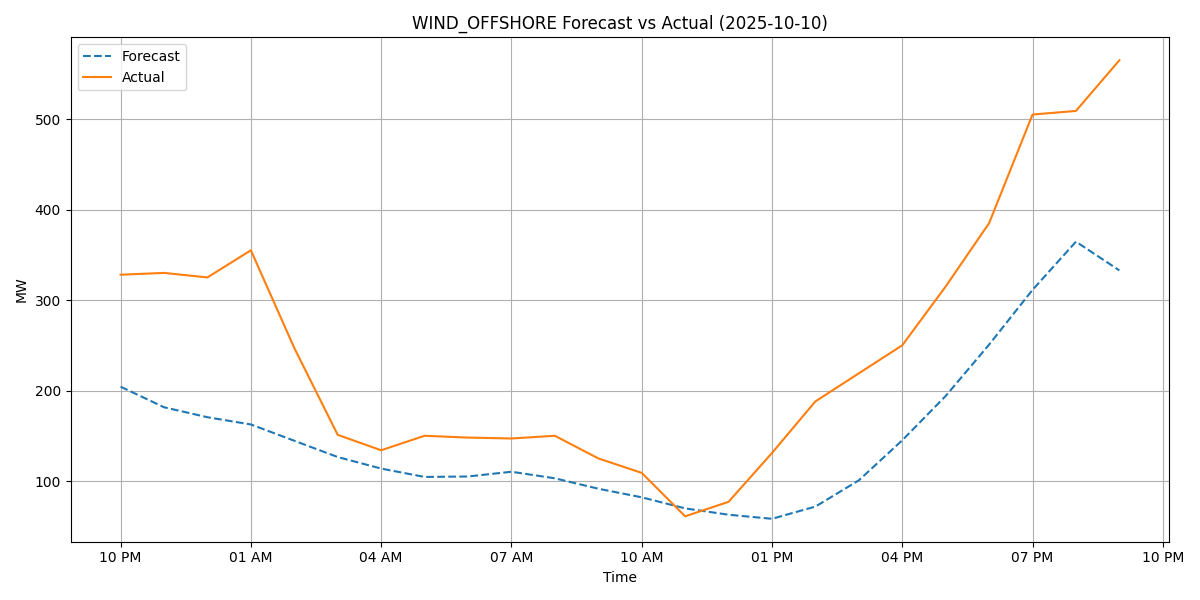 WIND_OFFSHORE Forecast vs Actual (2025-10-10)
Forecast
Actual
MW
500
400
300
200
100
10 PM 01 AM 04 AM 07 AM 10 AM 01 PM 04 PM 07 PM 10 PM
Time